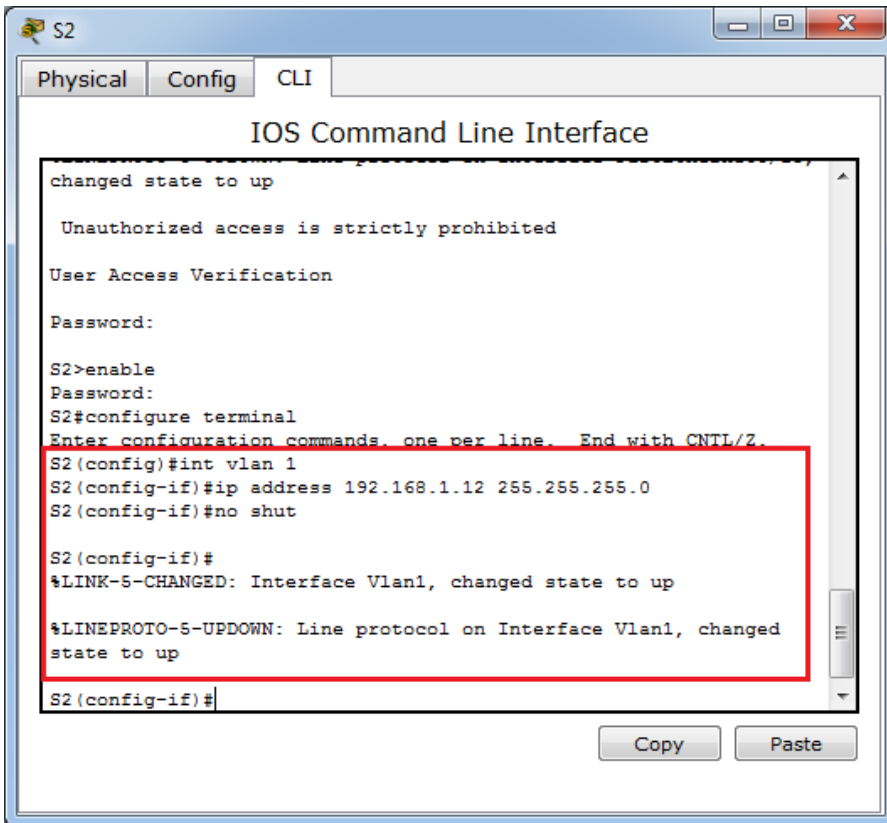 S2
Physical Config CLI
IOS Command Line Interface
changed state to up
Unauthorized access is strictly prohibited
User Access Verification
Password:
S2>enable
Password:
S2#configure terminal
Enter configuration commands, one per line.  End with CNTL/Z.
S2(config)#int vlan 1
S2(config-if)#ip address 192.168.1.12 255.255.255.0
S2(config-if)#no shut
S2(config-if)#
%LINK-5-CHANGED: Interface Vlan1, changed state to up
%LINEPROTO-5-UPDOWN: Line protocol on Interface Vlan1, changed
state to up
S2(config-if)#
Copy Paste